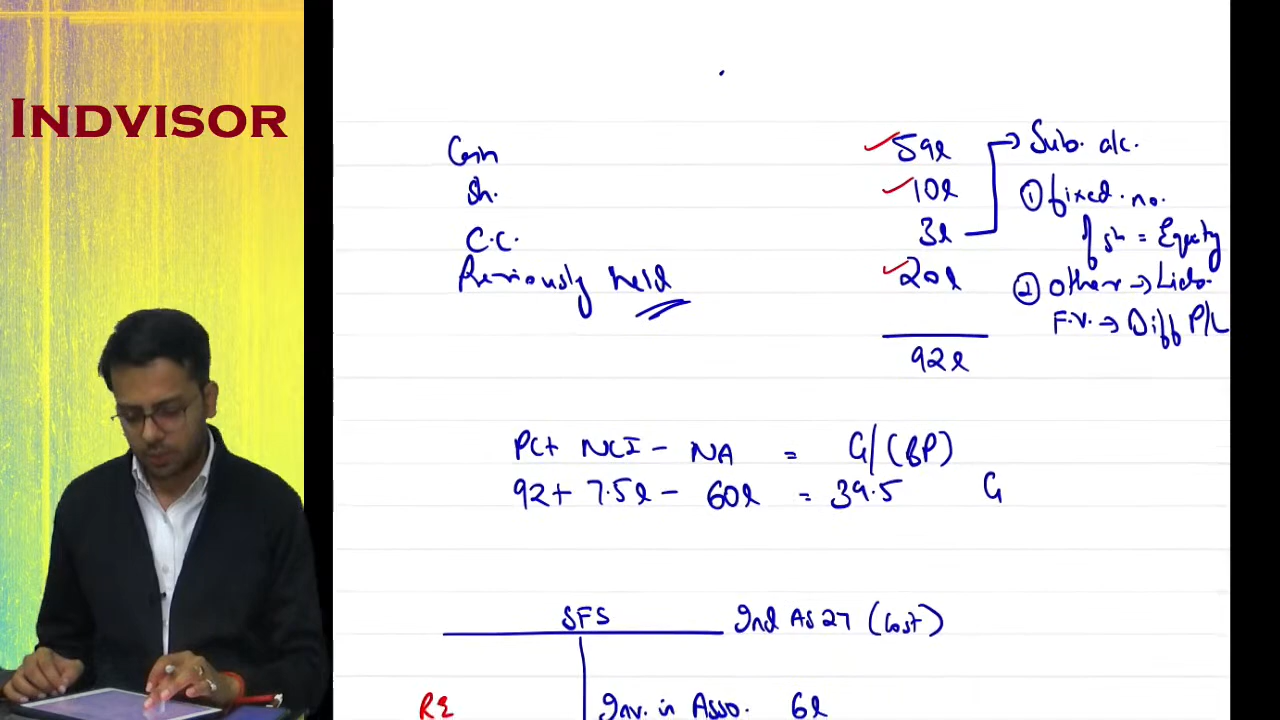 INDVISOR
Coin 59l
Sh. 10l
C.C. 3l
Previously held 20l
92l
→ Sub. a/c.
① fixed. no.
of sh = Equity
② Other → Liab.
F.V. → Diff P/L
PC+ NCI - NA = G/(BP)
92 + 7.5l - 60l = 39.5 G
SFS Ind AS 27 (Cost)
RE Inv. in Asso. 6l